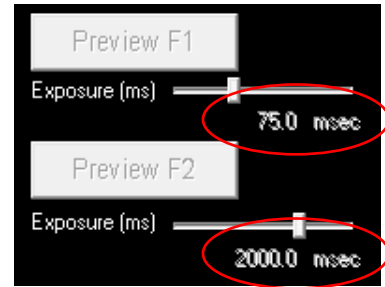 Preview F1
Exposure (ms)
75.0 msec
Preview F2
Exposure (ms)
2000.0 msec